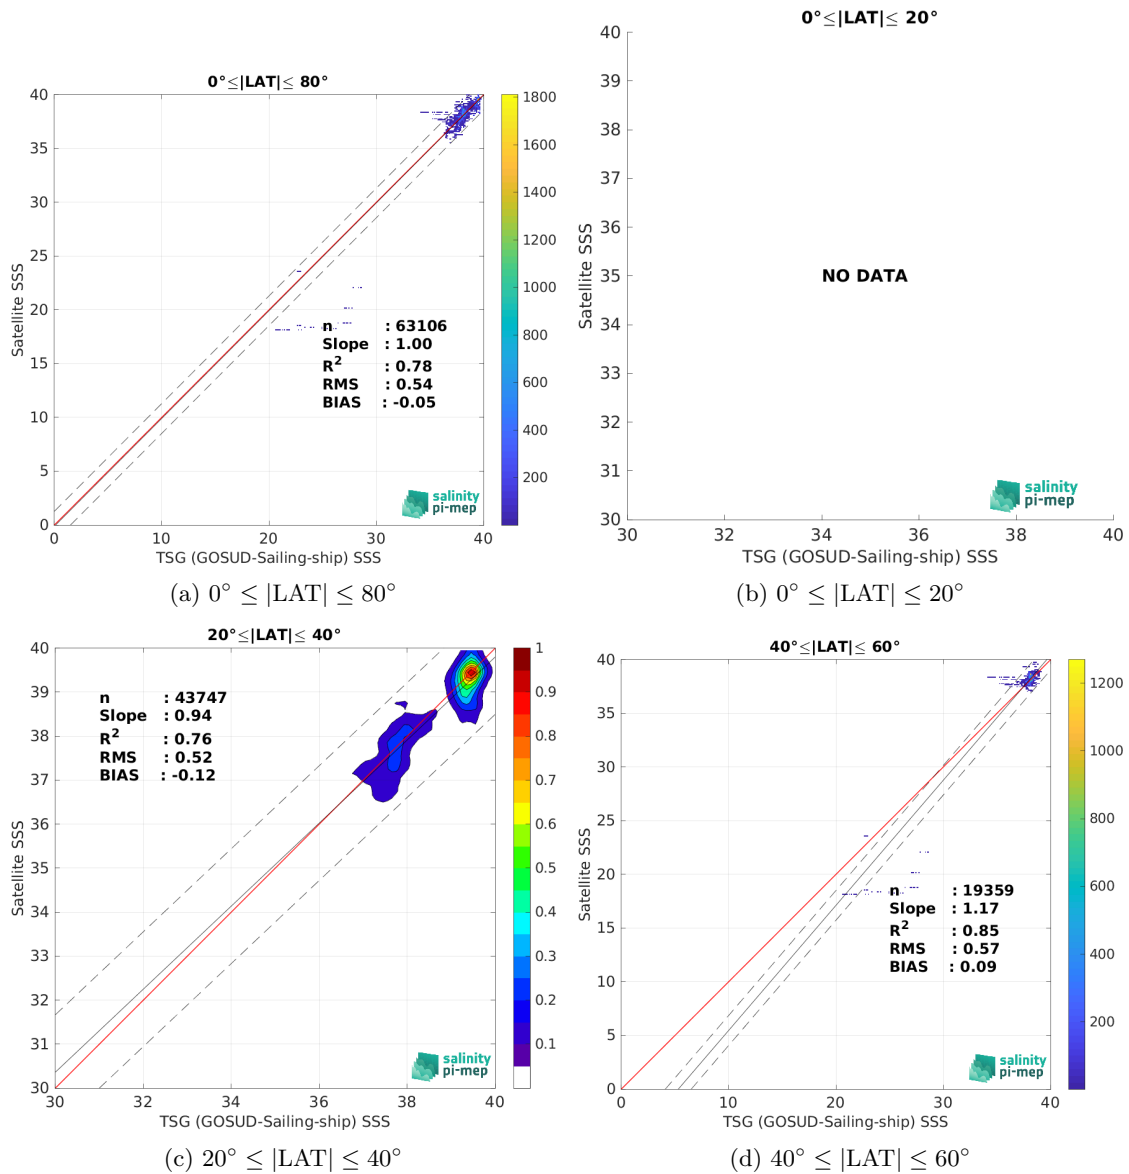 0°≤|LAT|≤ 80°
40
35
30
25
20
15
10
5
0
0
10
20
30
40
Satellite SSS
TSG (GOSUD-Sailing-ship) SSS
n : 63106
Slope : 1.00
R² : 0.78
RMS : 0.54
BIAS : -0.05
salinity
pi-mep
1800
1600
1400
1200
1000
800
600
400
200
(a) 0° ≤ |LAT| ≤ 80°
0°≤|LAT|≤ 20°
40
39
38
37
36
35
34
33
32
31
30
30
32
34
36
38
40
Satellite SSS
TSG (GOSUD-Sailing-ship) SSS
NO DATA
salinity
pi-mep
(b) 0° ≤ |LAT| ≤ 20°
20°≤|LAT|≤ 40°
40
39
38
37
36
35
34
33
32
31
30
30
32
34
36
38
40
Satellite SSS
TSG (GOSUD-Sailing-ship) SSS
n : 43747
Slope : 0.94
R² : 0.76
RMS : 0.52
BIAS : -0.12
salinity
pi-mep
1
0.9
0.8
0.7
0.6
0.5
0.4
0.3
0.2
0.1
(c) 20° ≤ |LAT| ≤ 40°
40°≤|LAT|≤ 60°
40
35
30
25
20
15
10
5
0
0
10
20
30
40
Satellite SSS
TSG (GOSUD-Sailing-ship) SSS
n : 19359
Slope : 1.17
R² : 0.85
RMS : 0.57
BIAS : 0.09
salinity
pi-mep
1200
1000
800
600
400
200
(d) 40° ≤ |LAT| ≤ 60°